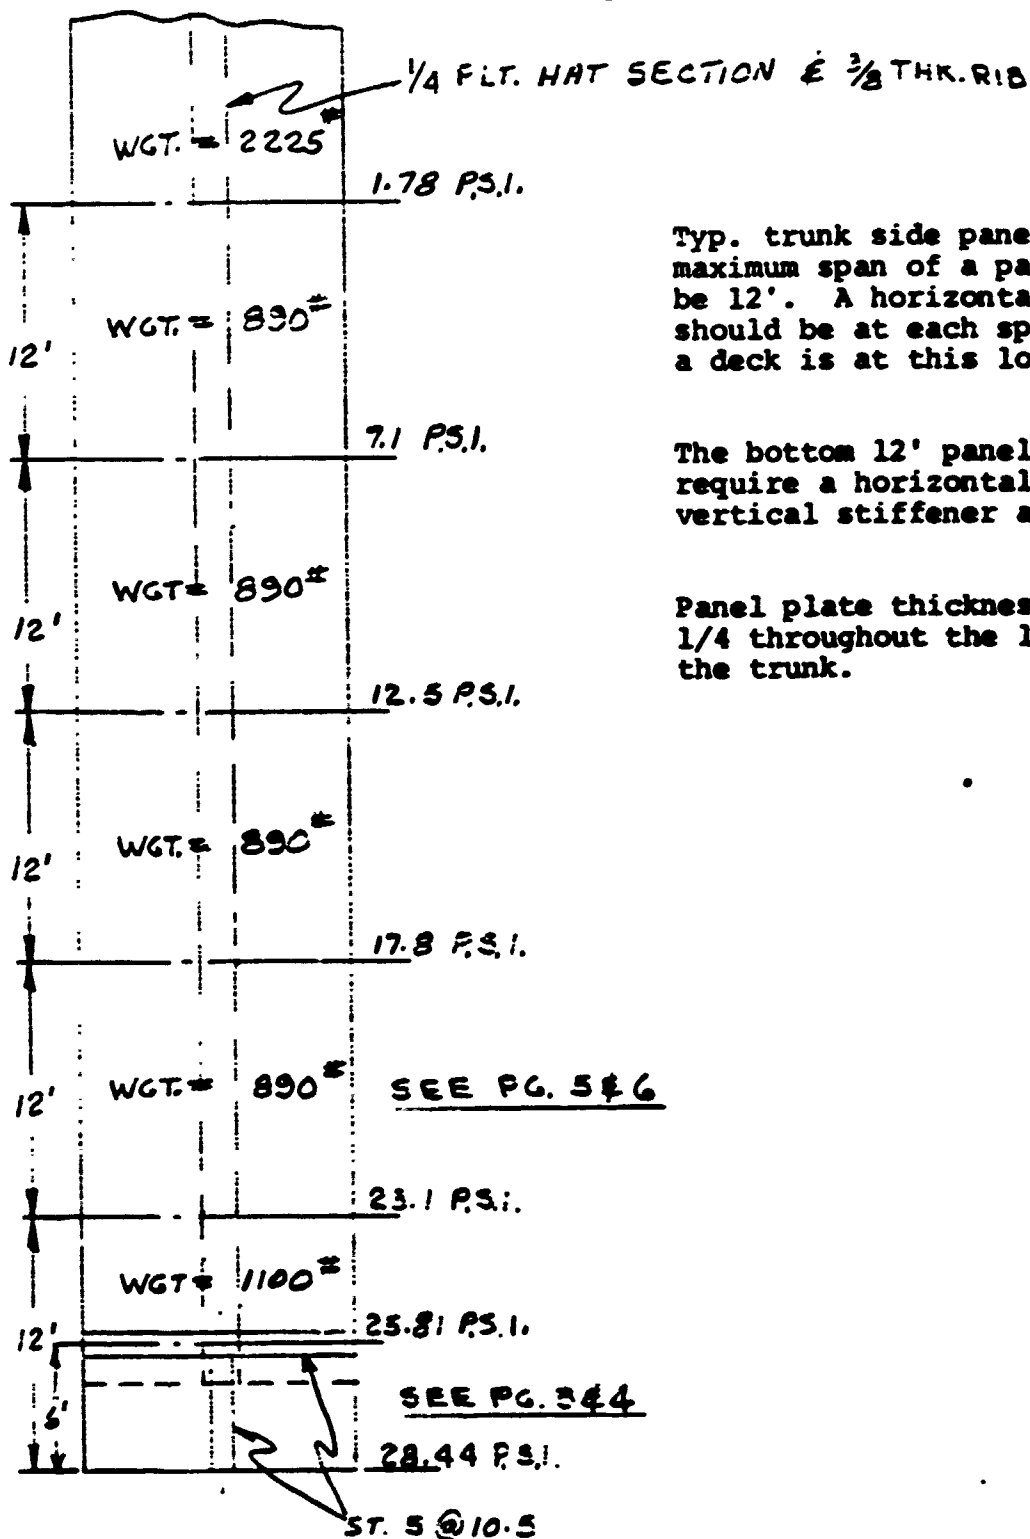 1/4 FLT. HAT SECTION & 3/8 THK. RIB
WGT. = 2225#
1.78 P.S.I.
Typ. trunk side pane
maximum span of a pa
be 12'. A horizonta
should be at each sp
a deck is at this lo
WGT. = 890#
12'
7.1 P.S.I.
The bottom 12' panel
require a horizontal
vertical stiffener a
WGT = 890#
12'
Panel plate thicknes
1/4 throughout the l
the trunk.
12.5 P.S.I.
WGT. = 890#
12'
17.8 P.S.I.
WGT. = 890#
12'
SEE PG. 5 & 6
23.1 P.S.I.
WGT = 1100#
25.81 P.S.I.
12'
6'
SEE PG. 3 & 4
28.44 P.S.I.
ST. 5 @ 10.5